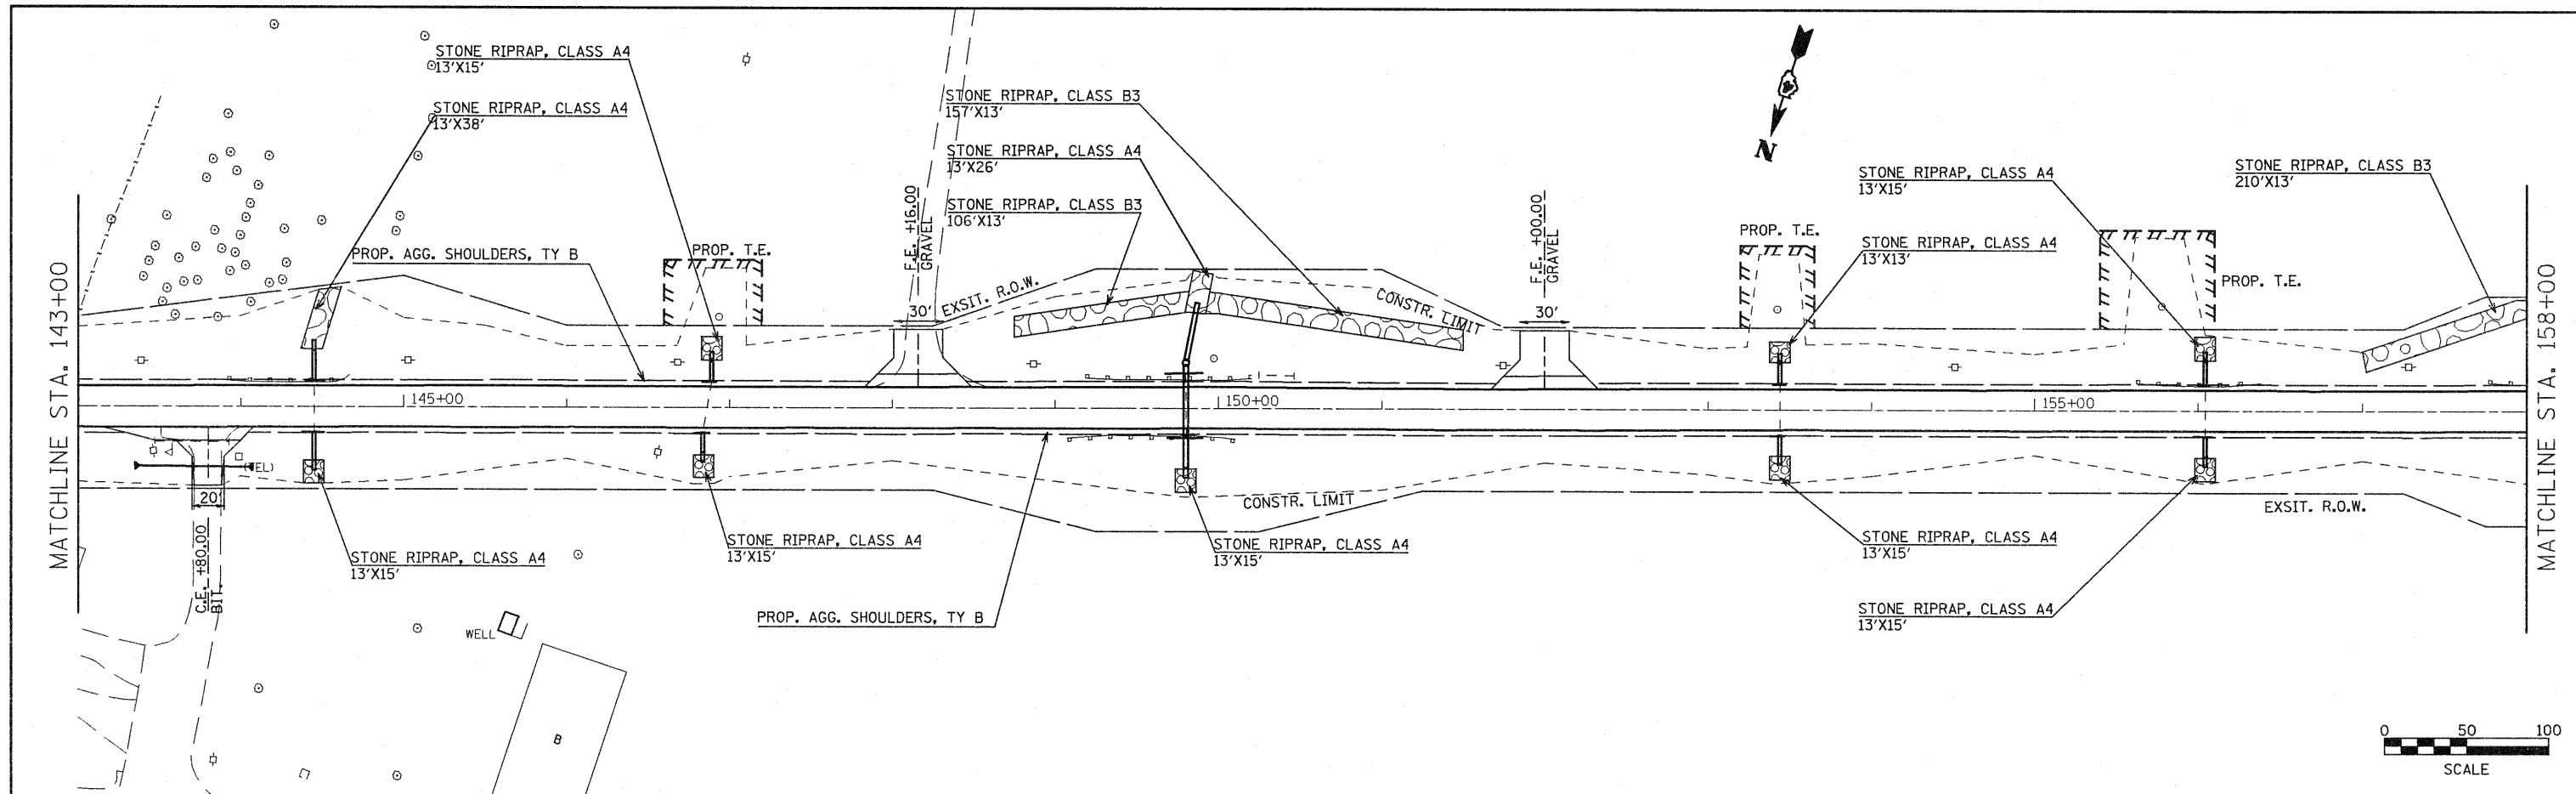 STONE RIPRAP, CLASS A4
13'X15'
STONE RIPRAP, CLASS A4
13'X38'
STONE RIPRAP, CLASS B3
157'X13'
STONE RIPRAP, CLASS A4
13'X26'
STONE RIPRAP, CLASS B3
106'X13'
N
STONE RIPRAP, CLASS A4
13'X15'
STONE RIPRAP, CLASS B3
210'X13'
STONE RIPRAP, CLASS A4
13'X13'
PROP. AGG. SHOULDERS, TY B
PROP. T.E.
F.E. +16.00
GRAVEL
30'
EXSIT. R.O.W.
CONSTR. LIMIT
F.E. +00.00
GRAVEL
30'
PROP. T.E.
PROP. T.E.
MATCHLINE STA. 143+00
MATCHLINE STA. 158+00
145+00
150+00
155+00
20'
C.E. +80.00
BIT.
STONE RIPRAP, CLASS A4
13'X15'
STONE RIPRAP, CLASS A4
13'X15'
CONSTR. LIMIT
STONE RIPRAP, CLASS A4
13'X15'
STONE RIPRAP, CLASS A4
13'X15'
EXSIT. R.O.W.
PROP. AGG. SHOULDERS, TY B
STONE RIPRAP, CLASS A4
13'X15'
WELL
B
0 50 100
SCALE